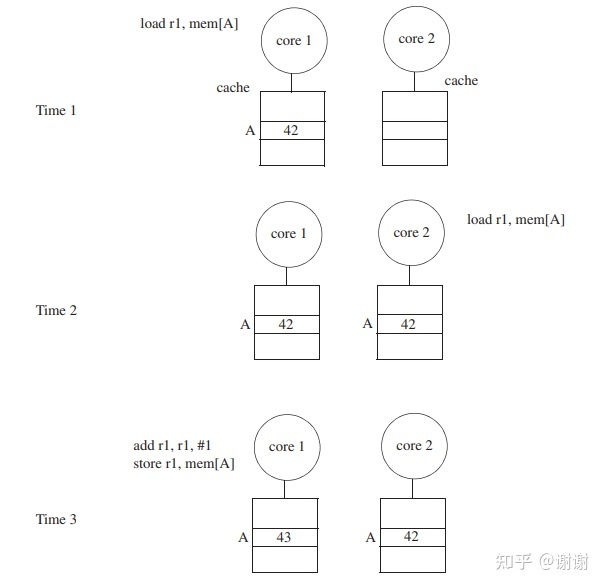 load r1, mem[A]
core 1
core 2
cache
cache
Time 1
A
42
core 1
core 2
load r1, mem[A]
Time 2
A
42
A
42
add r1, r1, #1
store r1, mem[A]
core 1
core 2
Time 3
A
43
A
42
知乎 @谢谢